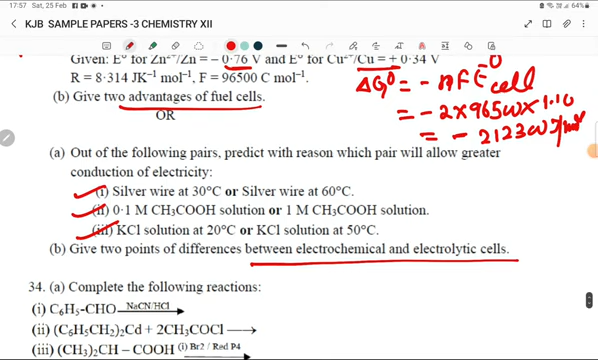 17:57 Sat, 25 Feb
64%
KJB SAMPLE PAPERS -3 CHEMISTRY XII
Given: E° for Zn²⁺/Zn = – 0·76 V and E° for Cu²⁺/Cu = + 0·34 V
R = 8·314 JK⁻¹ mol⁻¹, F = 96500 C mol⁻¹
(b) Give two advantages of fuel cells.
OR
ΔG° = - nFE°cell
= - 2 x 96500 x 1.10
= - 212300 J/mol
(a) Out of the following pairs, predict with reason which pair will allow greater
conduction of electricity:
(i) Silver wire at 30°C or Silver wire at 60°C.
(ii) 0·1 M CH₃COOH solution or 1 M CH₃COOH solution.
(iii) KCl solution at 20°C or KCl solution at 50°C.
(b) Give two points of differences between electrochemical and electrolytic cells.
34. (a) Complete the following reactions:
(i) C₆H₅-CHO NaCN/HCl ⟶
(ii) (C₆H₅CH₂)₂Cd + 2CH₃COCl ⟶
(iii) (CH₃)₂CH – COOH (i) Br2 / Red P4